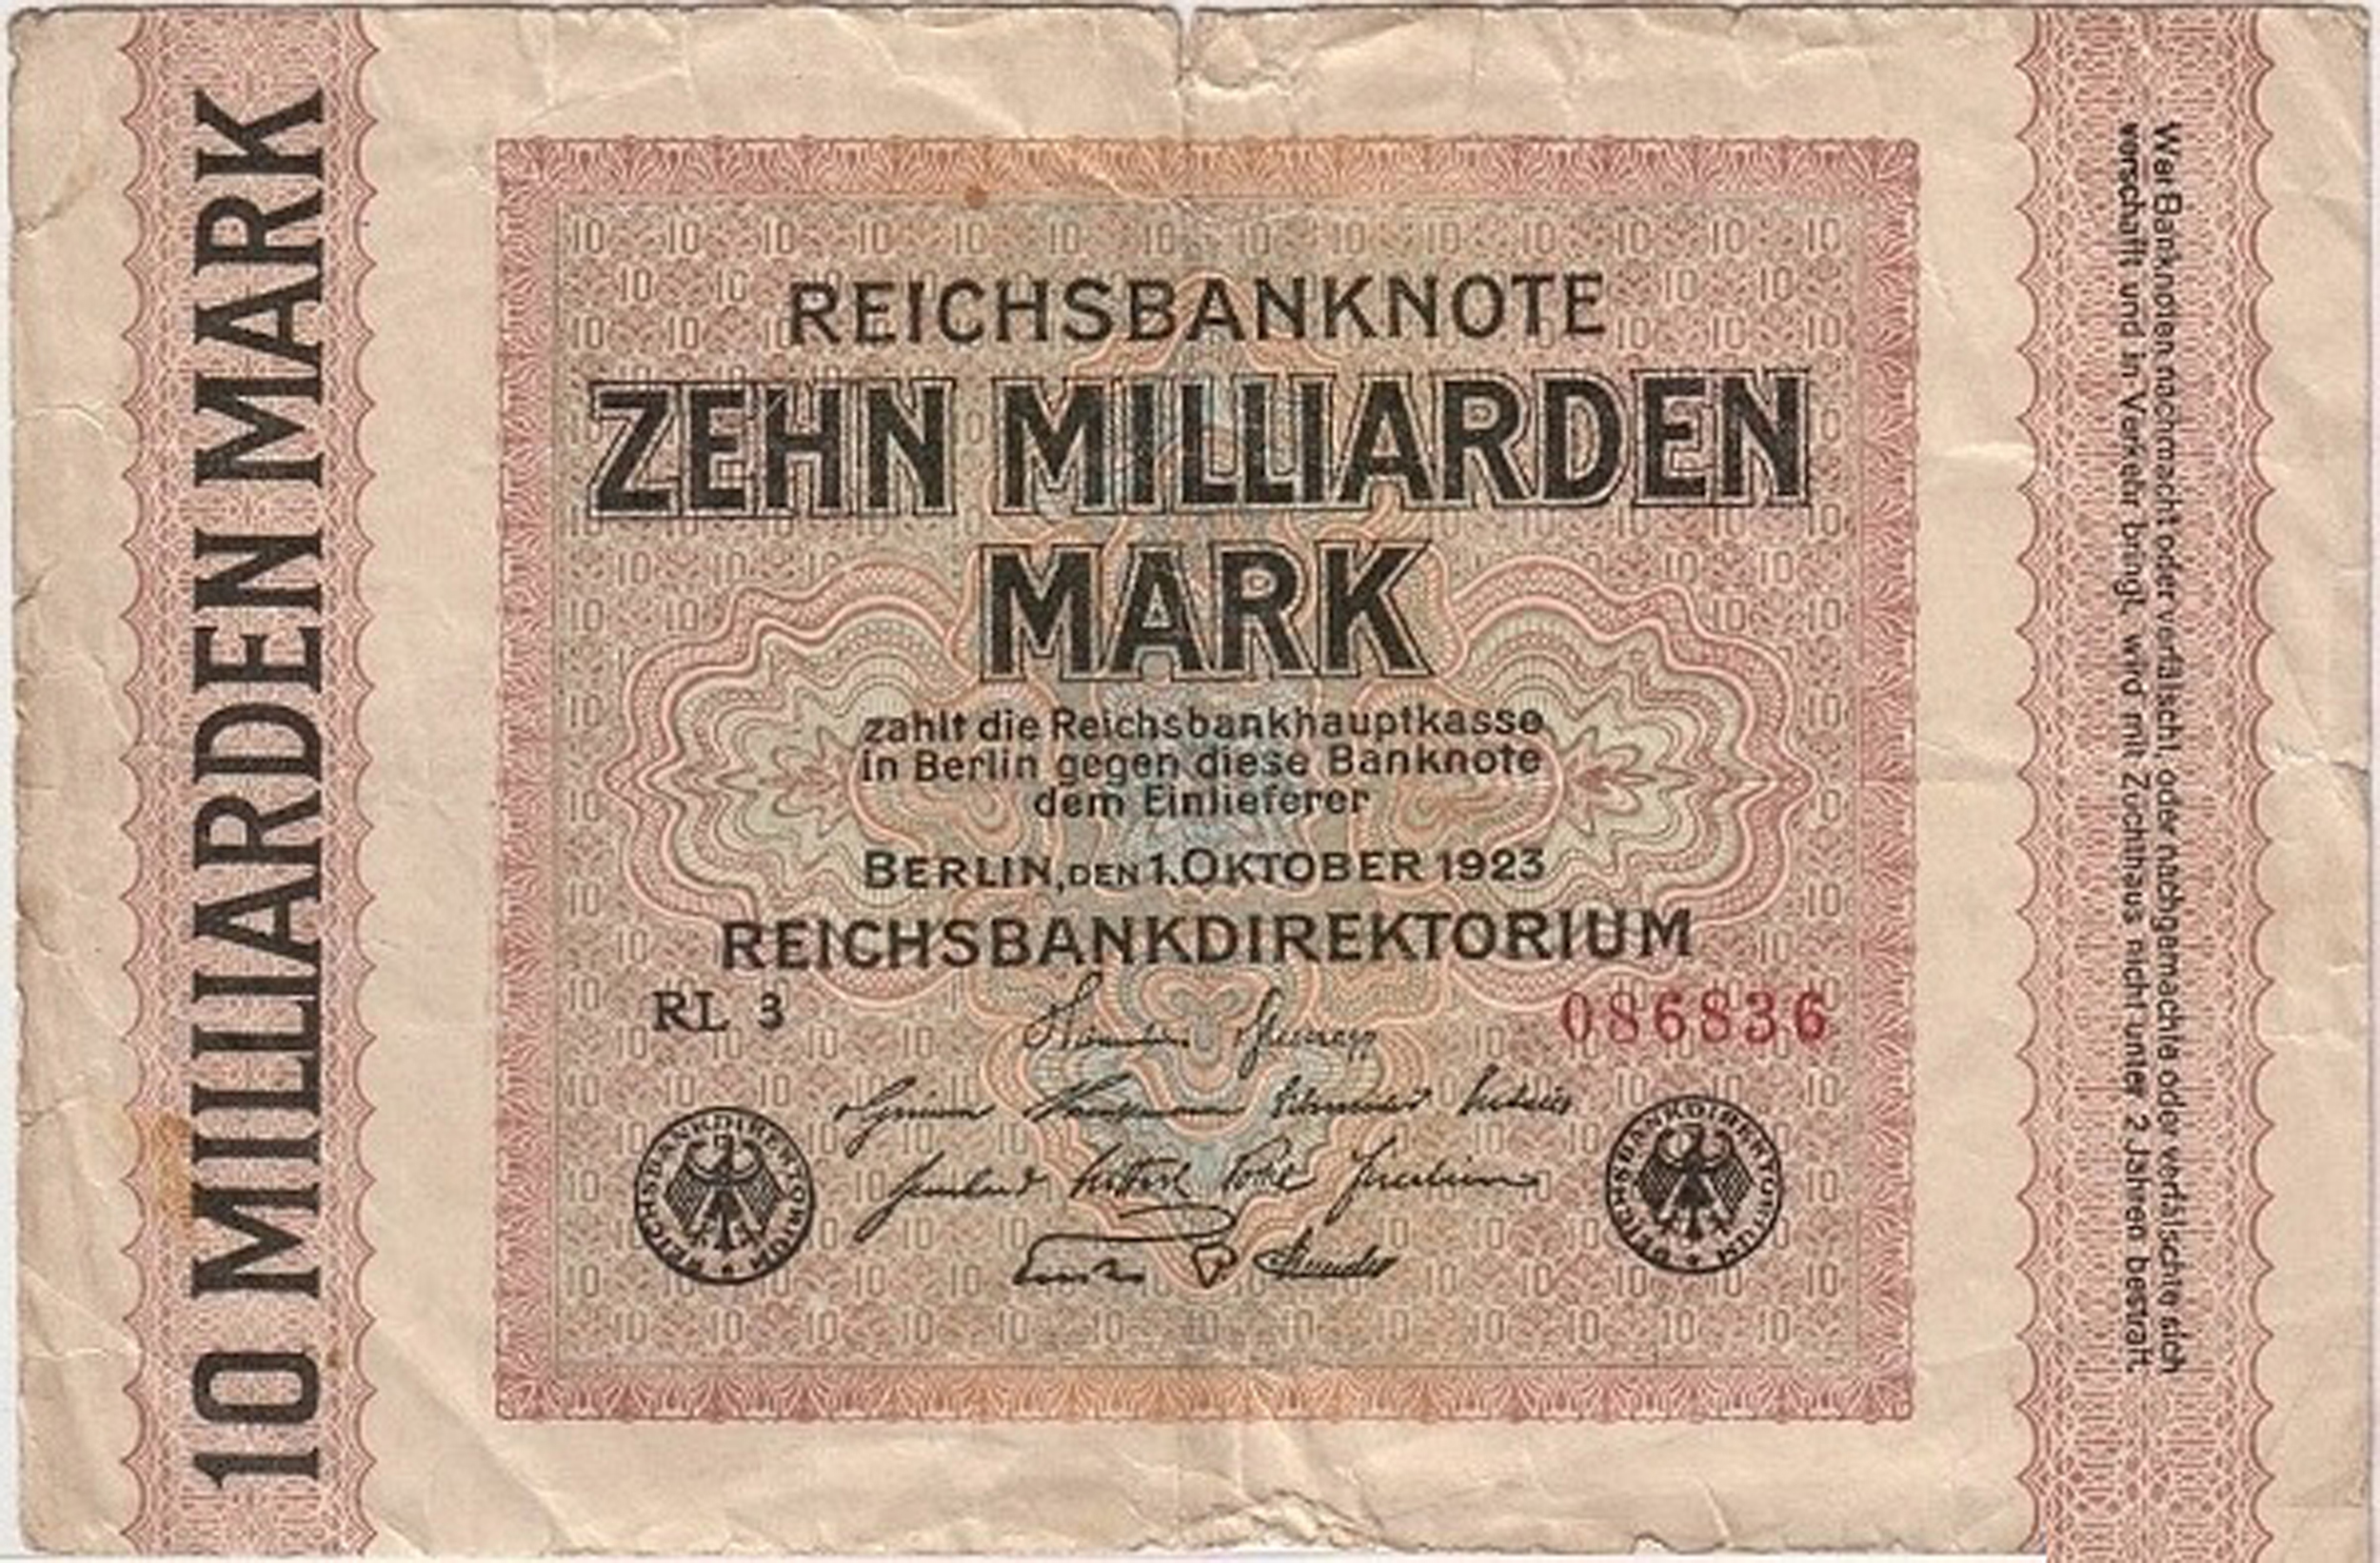 10 MILLIARDEN MARK
REICHSBANKNOTE
ZEHN MILLIARDEN
MARK
zahlt die Reichsbankhauptkasse
in Berlin gegen diese Banknote
dem Einlieferer
BERLIN, DEN 1. OKTOBER 1923
REICHSBANKDIREKTORIUM
RL 3
086836
REICHSBANKDIREKTORIUM
REICHSBANKDIREKTORIUM
Wer Banknoten nachmacht oder verfälscht, oder nachgemachte oder verfälschte sich
verschafft und in Verkehr bringt, wird mit Zuchthaus nicht unter 2 Jahren bestraft.